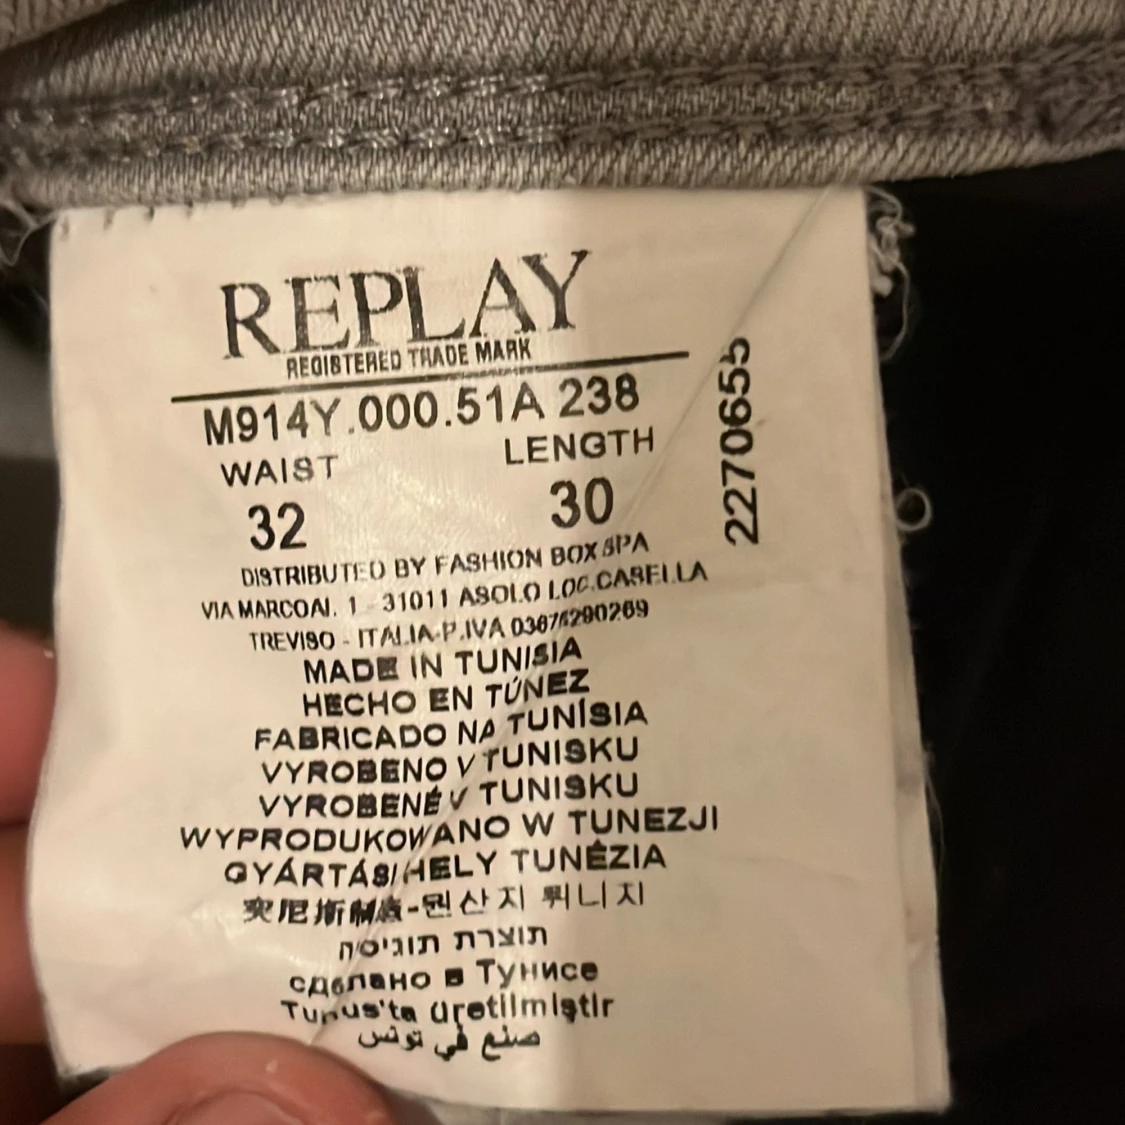 REPLAY
REGISTERED TRADE MARK
M914Y.000.51A 238
WAIST LENGTH
32 30
2270655
DISTRIBUTED BY FASHION BOX SPA
VIA MARCOAI. 1 - 31011 ASOLO LOC.CASELLA
TREVISO - ITALIA-P.IVA
MADE IN TUNISIA
HECHO EN TÚNEZ
FABRICADO NA TUNÍSIA
VYROBENO V TUNISKU
VYROBENÉ V TUNISKU
WYPRODUKOWANO W TUNEZJI
GYÁRTÁSI HELY TUNÉZIA
突尼斯制造-원산지 튀니지
תוצרת תוניסיה
сделано в Тунисе
Tunus'ta üretilmiştir
صنع في تونس